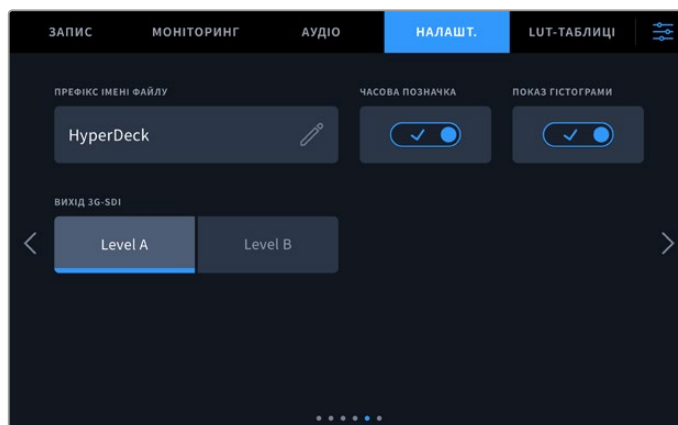 ЗАПИС МОНІТОРИНГ АУДІО НАЛАШТ. LUT-ТАБЛИЦІ
ПРЕФІКС ІМЕНІ ФАЙЛУ ЧАСОВА ПОЗНАЧКА ПОКАЗ ГІСТОГРАМИ
HyperDeck
ВИХІД 3G-SDI
Level A Level B